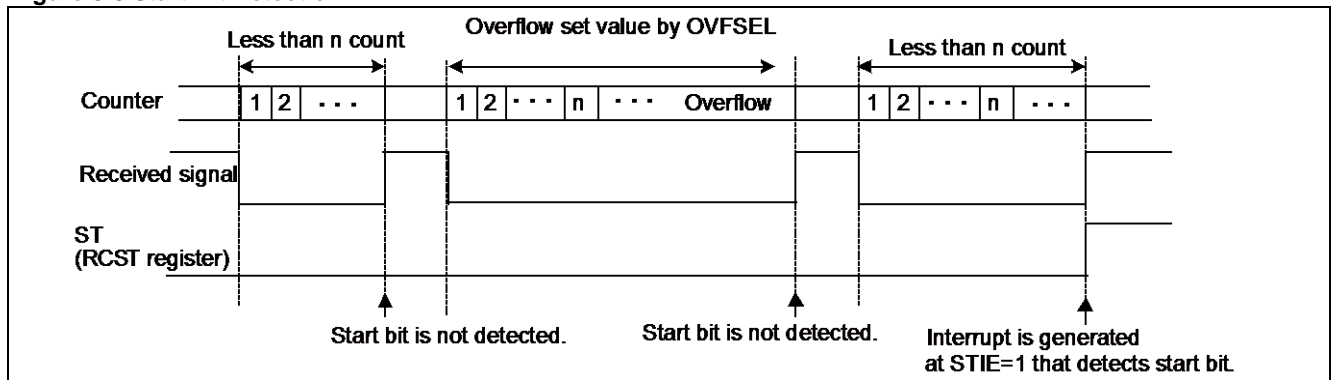 Less than n count
Overflow set value by OVFSEL
Less than n count
Counter 1 2 ··· 1 2 ··· n ··· Overflow 1 2 ··· n ···
Received signal
ST
(RCST register)
Start bit is not detected.
Start bit is not detected.
Interrupt is generated
at STIE=1 that detects start bit.